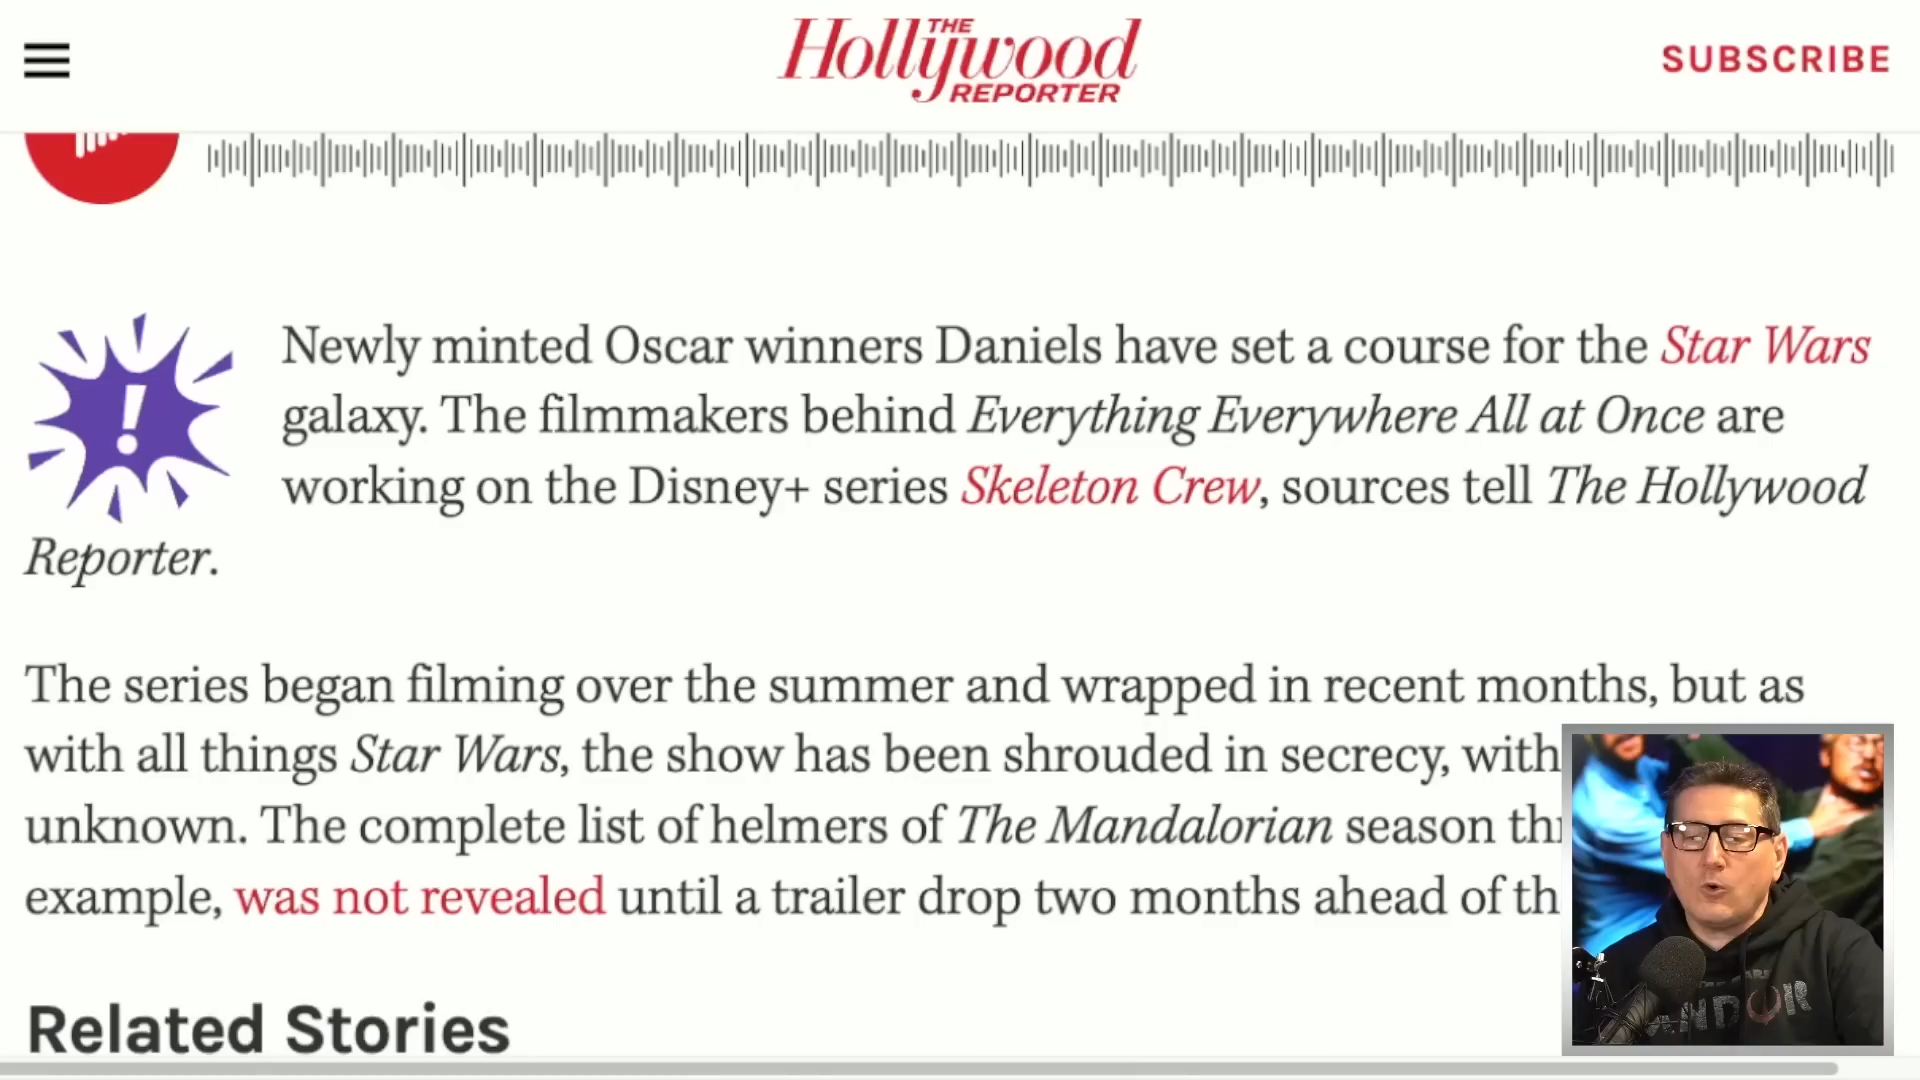 THE
Hollywood
REPORTER
SUBSCRIBE
Newly minted Oscar winners Daniels have set a course for the Star Wars
galaxy. The filmmakers behind Everything Everywhere All at Once are
working on the Disney+ series Skeleton Crew, sources tell The Hollywood
Reporter.
The series began filming over the summer and wrapped in recent months, but as
with all things Star Wars, the show has been shrouded in secrecy, with
unknown. The complete list of helmers of The Mandalorian season
example, was not revealed until a trailer drop two months ahead of
Related Stories